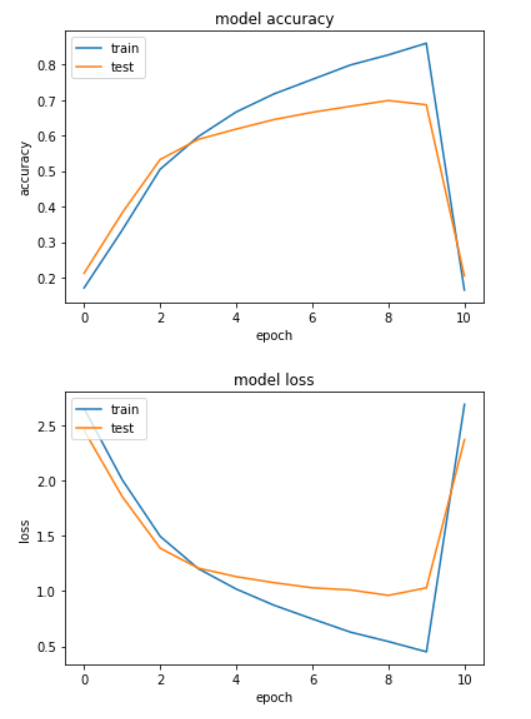 model accuracy
train
test
0.8
0.7
0.6
0.5
0.4
0.3
0.2
accuracy
0 2 4 6 8 10
epoch
model loss
train
test
2.5
2.0
1.5
1.0
0.5
loss
0 2 4 6 8 10
epoch